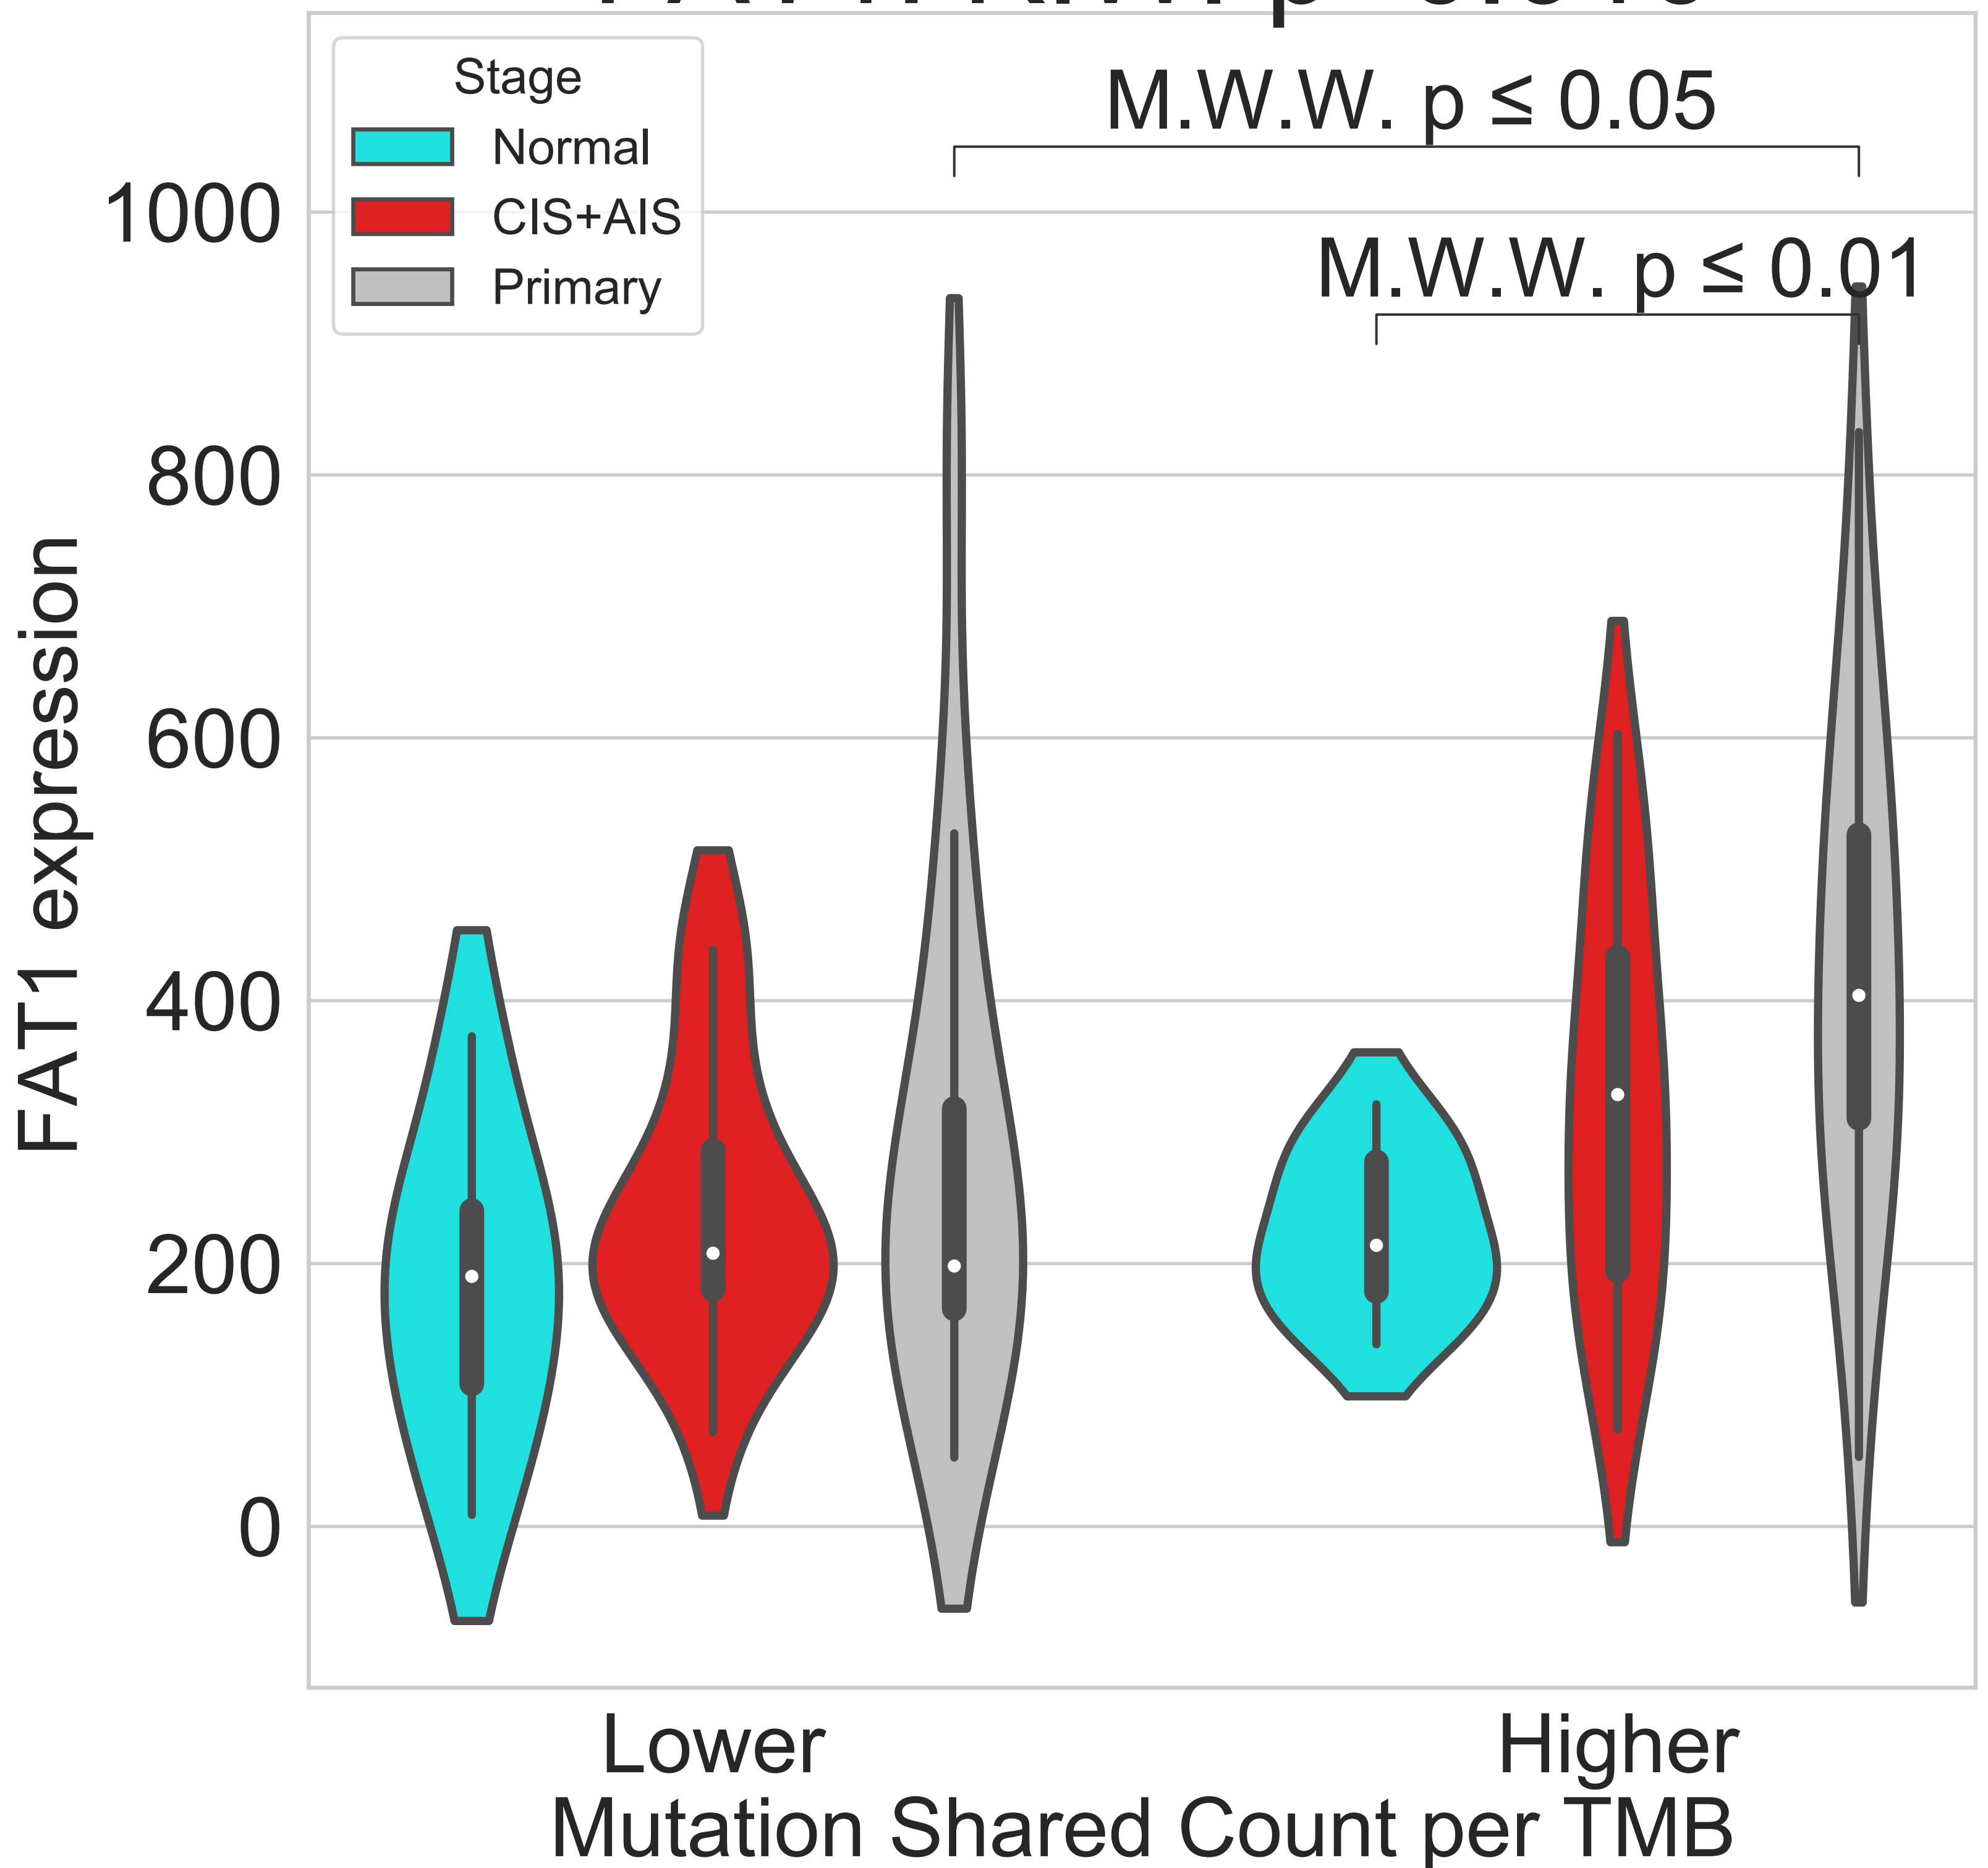 M.W.W. p ≤ 0.05
Stage
Normal
CIS+AIS
Primary
M.W.W. p ≤ 0.01
1000
800
600
400
200
0
FAT1 expression
Lower
Higher
Mutation Shared Count per TMB